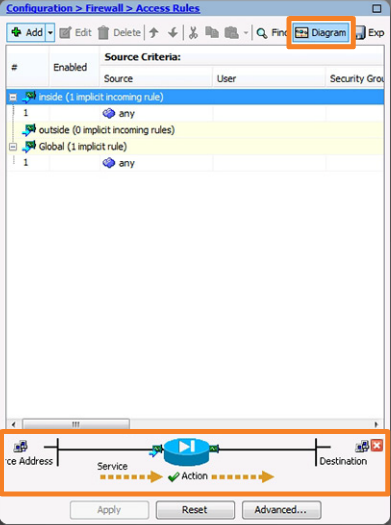 Configuration > Firewall > Access Rules
Add Edit Delete Find Diagram Exp
# Enabled Source Criteria:
Source User Security Grou
inside (1 implicit incoming rule)
1 any
outside (0 implicit incoming rules)
Global (1 implicit rule)
1 any
rce Address Destination
Service
Action
Apply Reset Advanced...